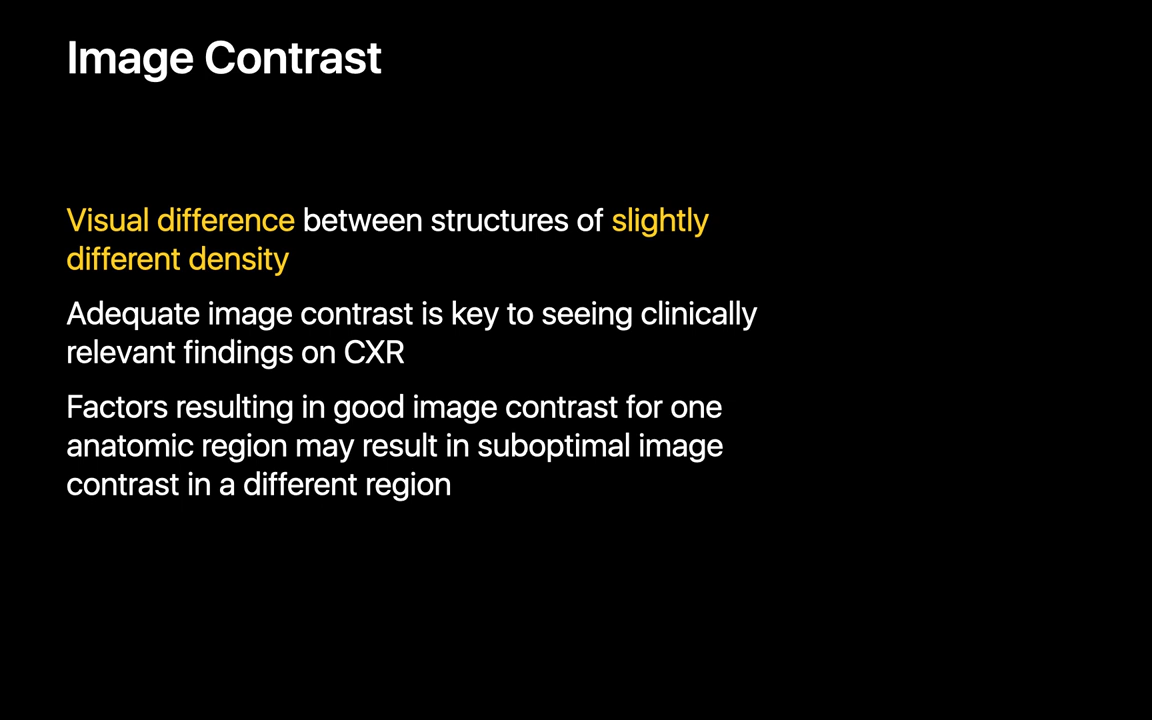 Image Contrast
Visual difference between structures of slightly
different density
Adequate image contrast is key to seeing clinically
relevant findings on CXR
Factors resulting in good image contrast for one
anatomic region may result in suboptimal image
contrast in a different region